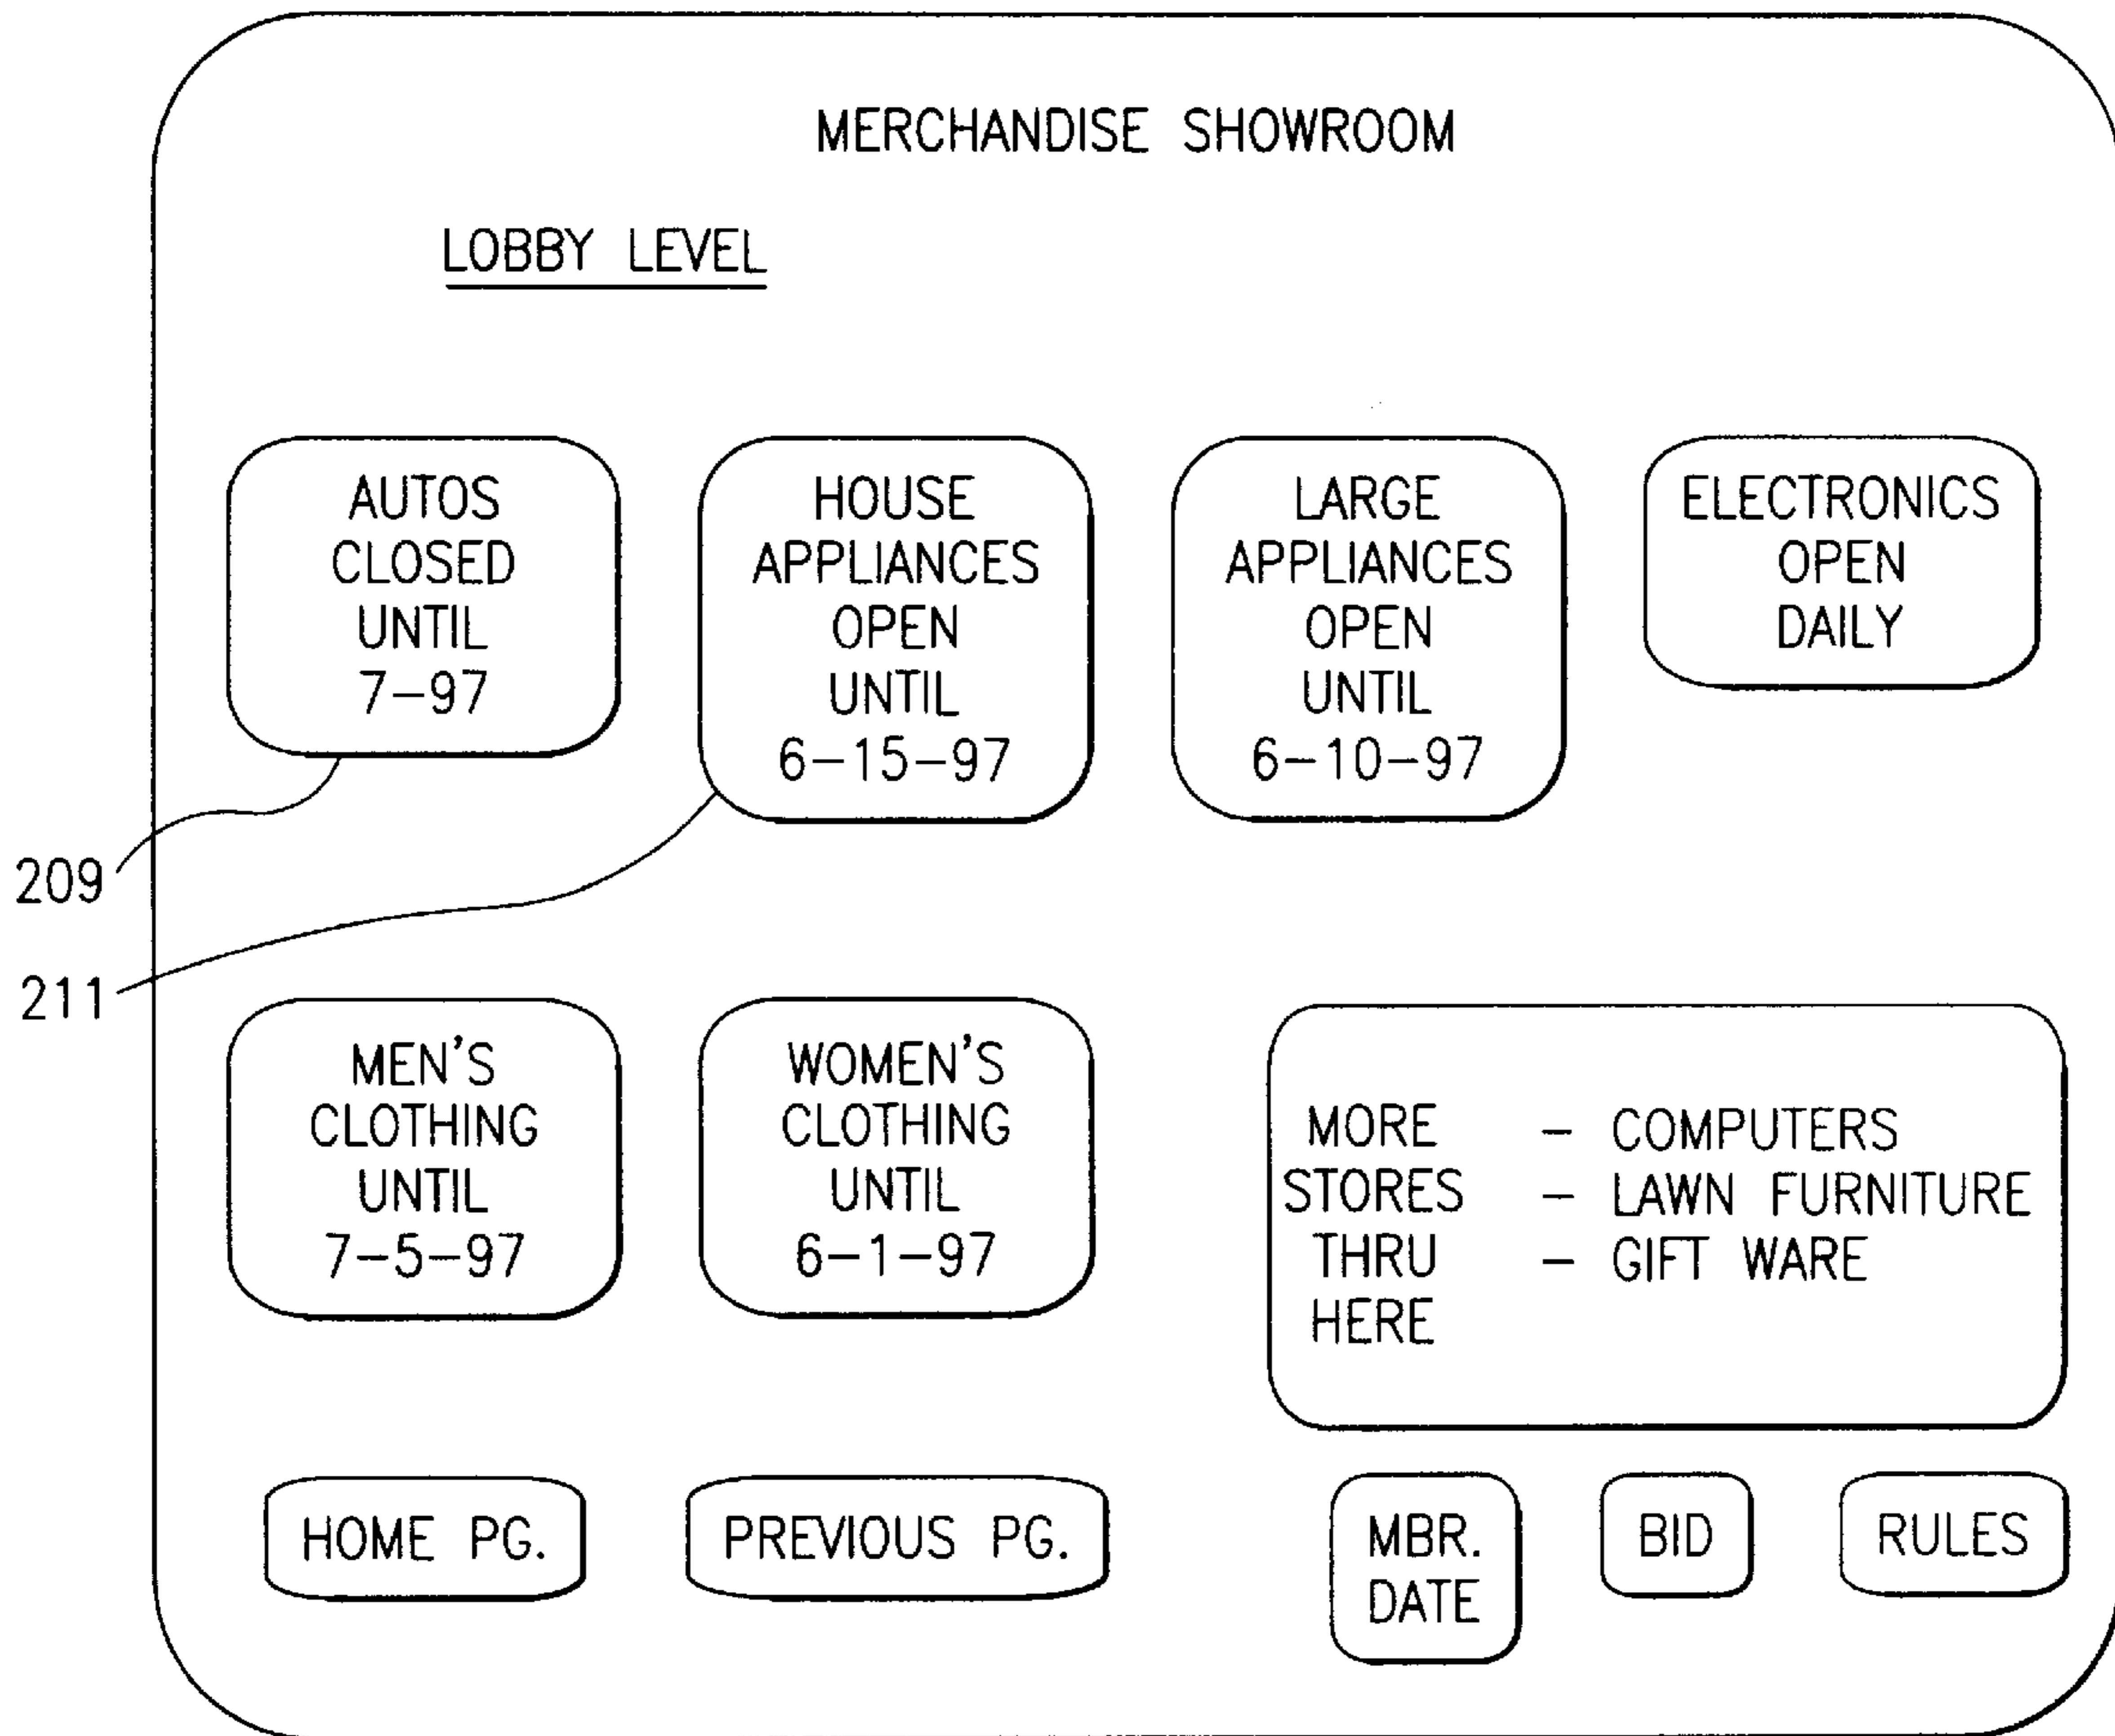 MERCHANDISE SHOWROOM
LOBBY LEVEL
AUTOS
CLOSED
UNTIL
7-97
HOUSE
APPLIANCES
OPEN
UNTIL
6-15-97
LARGE
APPLIANCES
OPEN
UNTIL
6-10-97
ELECTRONICS
OPEN
DAILY
209
211
MEN'S
CLOTHING
UNTIL
7-5-97
WOMEN'S
CLOTHING
UNTIL
6-1-97
MORE
STORES
THRU
HERE
- COMPUTERS
- LAWN FURNITURE
- GIFT WARE
HOME PG.
PREVIOUS PG.
MBR.
DATE
BID
RULES